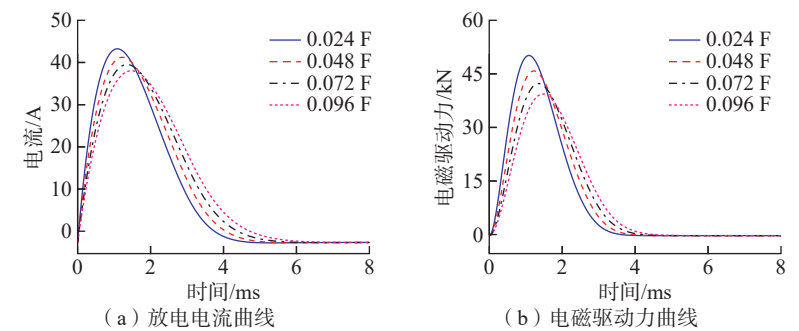 50
40
30
20
10
0
电流/A
0.024 F
0.048 F
0.072 F
0.096 F
0 2 4 6 8
时间/ms
（a）放电电流曲线
60
45
30
15
0
电磁驱动力/kN
0.024 F
0.048 F
0.072 F
0.096 F
0 2 4 6 8
时间/ms
（b）电磁驱动力曲线